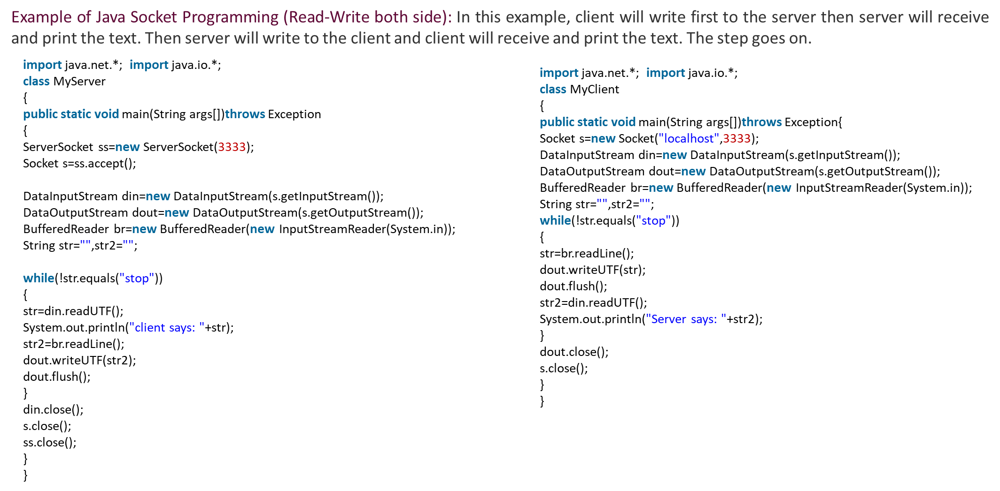 Example of Java Socket Programming (Read-Write both side): In this example, client will write first to the server then server will receive
and print the text. Then server will write to the client and client will receive and print the text. The step goes on.
import java.net.*; import java.io.*;
class MyServer
{
public static void main(String args[])throws Exception
{
ServerSocket ss=new ServerSocket(3333);
Socket s=ss.accept();
DataInputStream din=new DataInputStream(s.getInputStream());
DataOutputStream dout=new DataOutputStream(s.getOutputStream());
BufferedReader br=new BufferedReader(new InputStreamReader(System.in));
String str="",str2="";
while(!str.equals("stop"))
{
str=din.readUTF();
System.out.println("client says: "+str);
str2=br.readLine();
dout.writeUTF(str2);
dout.flush();
}
din.close();
s.close();
ss.close();
}
}
import java.net.*; import java.io.*;
class MyClient
{
public static void main(String args[])throws Exception{
Socket s=new Socket("localhost",3333);
DataInputStream din=new DataInputStream(s.getInputStream());
DataOutputStream dout=new DataOutputStream(s.getOutputStream());
BufferedReader br=new BufferedReader(new InputStreamReader(System.in));
String str="",str2="";
while(!str.equals("stop"))
{
str=br.readLine();
dout.writeUTF(str);
dout.flush();
str2=din.readUTF();
System.out.println("Server says: "+str2);
}
dout.close();
s.close();
}
}